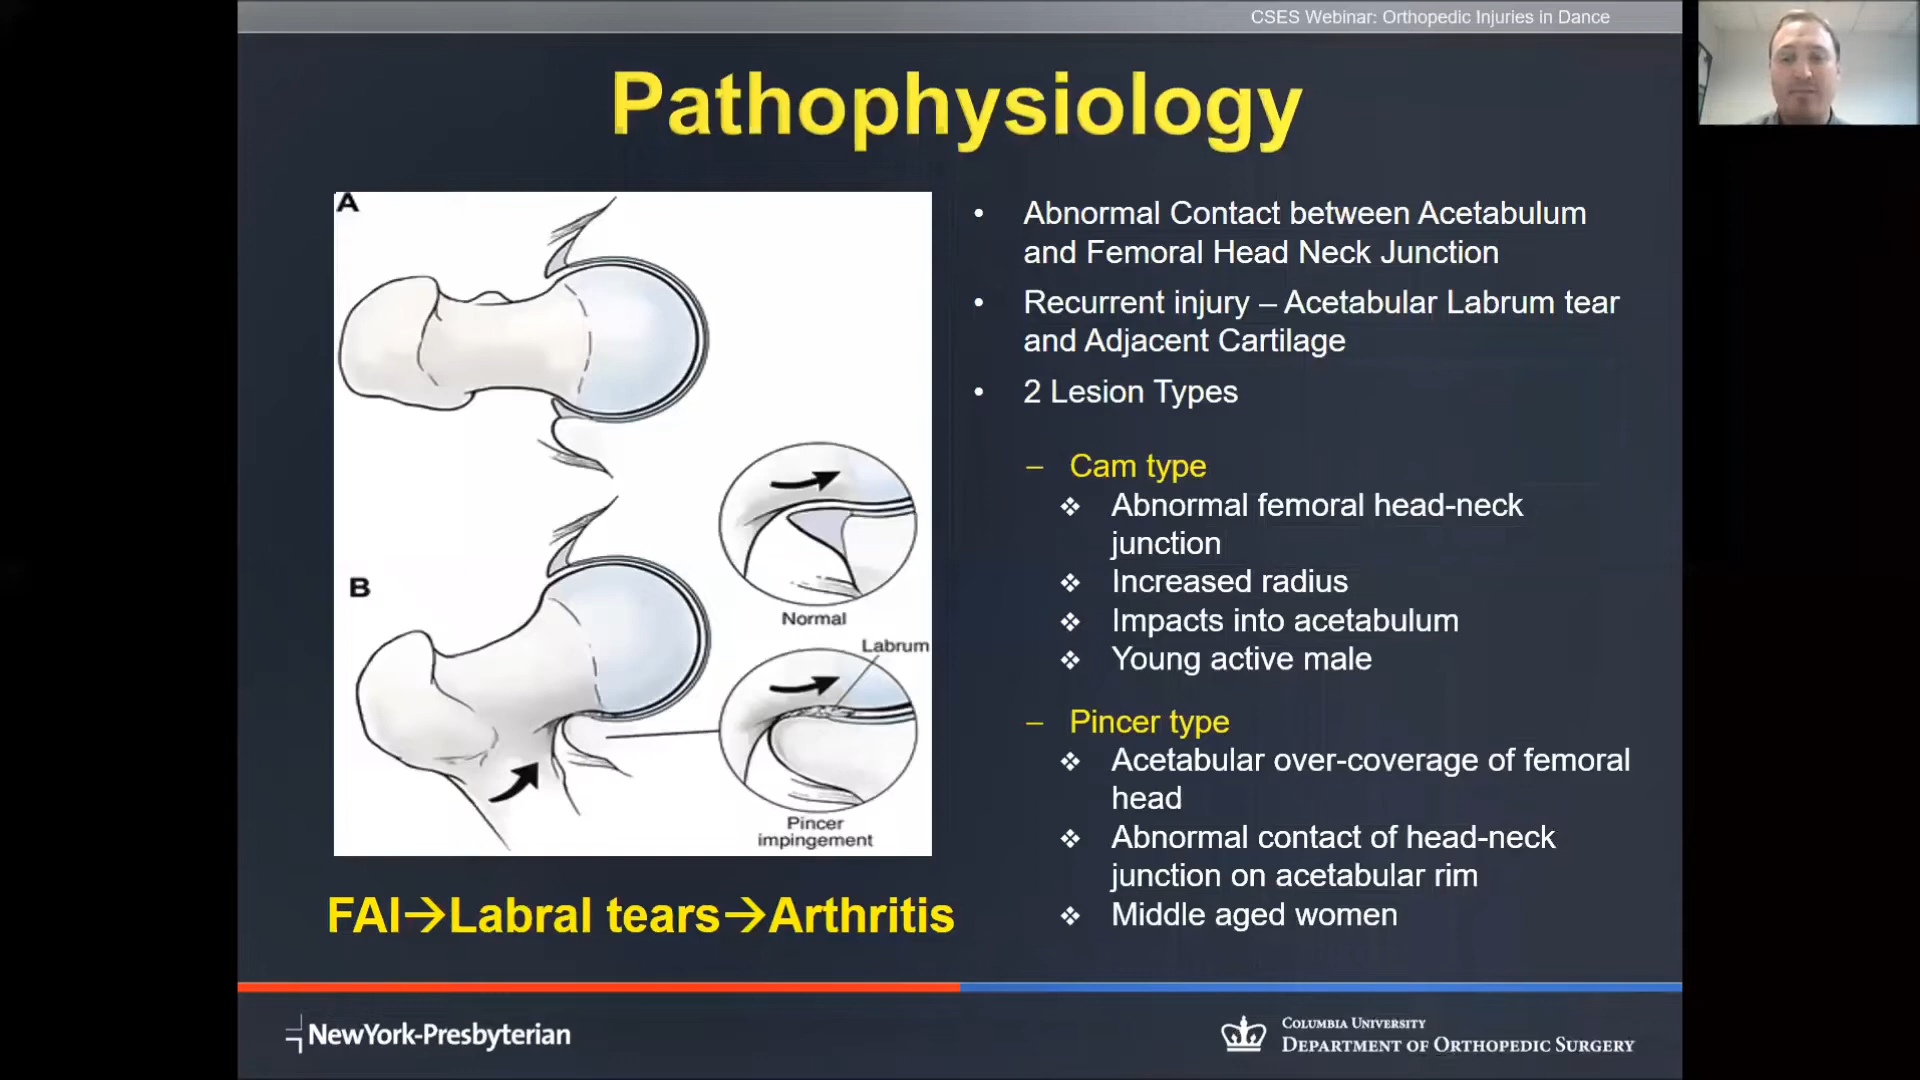 CSES Webinar: Orthopedic Injuries in Dance
Pathophysiology
A
B
Normal
Labrum
Pincer
impingement
FAI→Labral tears→Arthritis
• Abnormal Contact between Acetabulum
and Femoral Head Neck Junction
• Recurrent injury – Acetabular Labrum tear
and Adjacent Cartilage
• 2 Lesion Types
– Cam type
❖ Abnormal femoral head-neck
junction
❖ Increased radius
❖ Impacts into acetabulum
❖ Young active male
– Pincer type
❖ Acetabular over-coverage of femoral
head
❖ Abnormal contact of head-neck
junction on acetabular rim
❖ Middle aged women
NewYork-Presbyterian
COLUMBIA UNIVERSITY
DEPARTMENT OF ORTHOPEDIC SURGERY